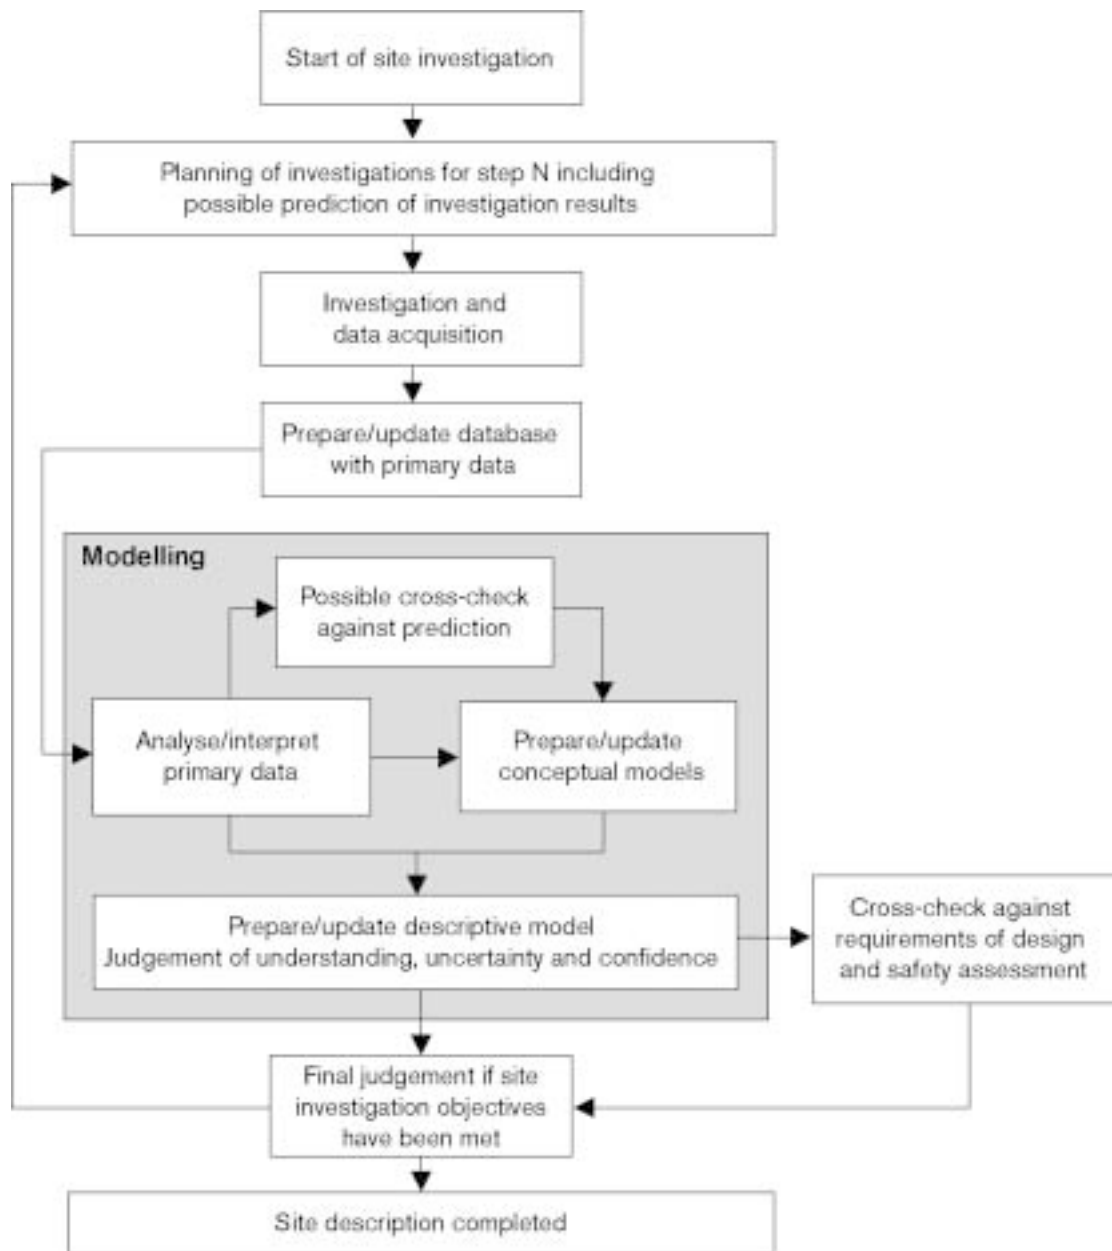 Start of site investigation
Planning of investigations for step N including
possible prediction of investigation results
Investigation and
data acquisition
Prepare/update database
with primary data
Modelling
Possible cross-check
against prediction
Analyse/interpret
primary data
Prepare/update
conceptual models
Prepare/update descriptive model
Judgement of understanding, uncertainty and confidence
Cross-check against
requirements of design
and safety assessment
Final judgement if site
investigation objectives
have been met
Site description completed